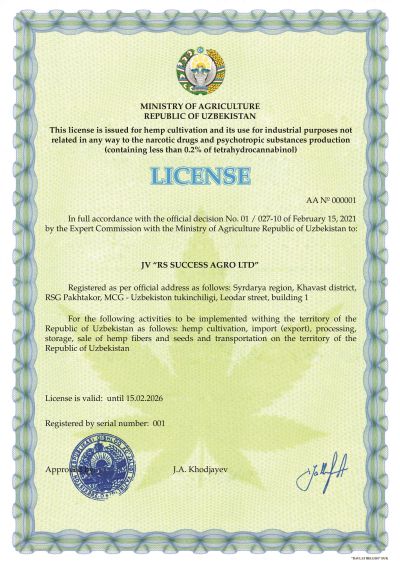 MINISTRY OF AGRICULTURE
REPUBLIC OF UZBEKISTAN
This license is issued for hemp cultivation and its use for industrial purposes not
related in any way to the narcotic drugs and psychotropic substances production
(containing less than 0.2% of tetrahydrocannabinol)
LICENSE
AA № 000001
In full accordance with the official decision No. 01 / 027-10 of February 15, 2021
by the Expert Commission with the Ministry of Agriculture Republic of Uzbekistan to:
JV "RS SUCCESS AGRO LTD"
Registered as per official address as follows: Syrdarya region, Khavast district,
RSG Pakhtakor, MCG - Uzbekiston tukinchiligi, Leodar street, building 1
For the following activities to be implemented withing the territory of the
Republic of Uzbekistan as follows: hemp cultivation, import (export), processing,
storage, sale of hemp fibers and seeds and transportation on the territory of the
Republic of Uzbekistan
License is valid: until 15.02.2026
Registered by serial number: 001
J.A. Khodjayev